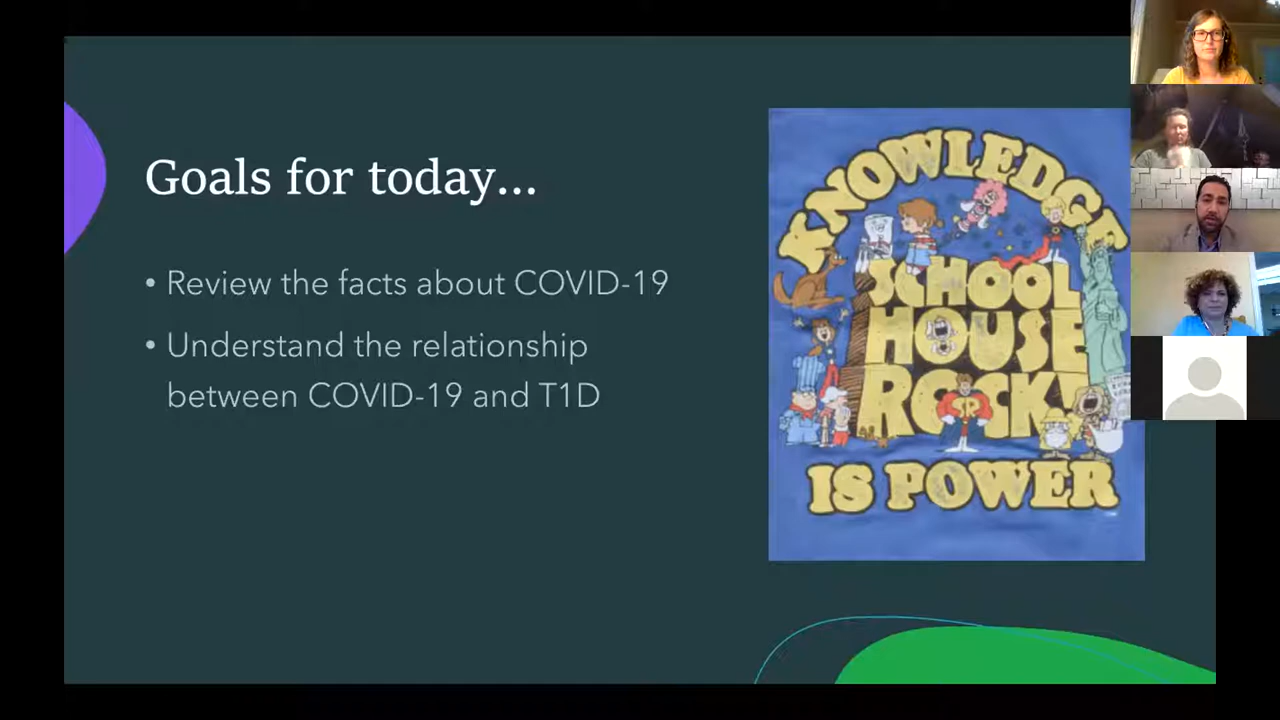 Goals for today...
• Review the facts about COVID-19
• Understand the relationship
between COVID-19 and T1D
KNOWLEDGE
SCHOOL
HOUSE
ROCK!
SR
IS POWER